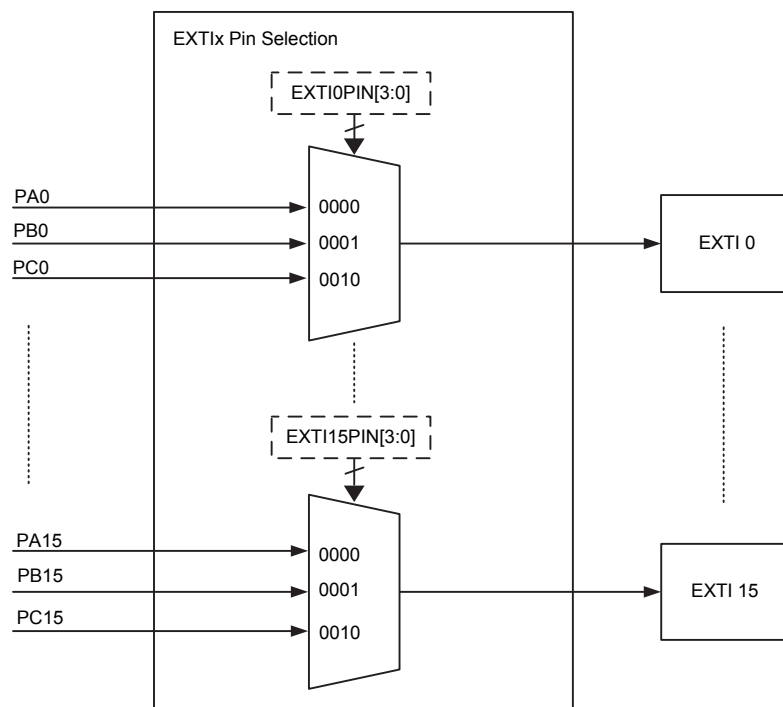 EXTIx Pin Selection
EXTI0PIN[3:0]
PA0
0000
PB0
0001
EXTI 0
PC0
0010
EXTI15PIN[3:0]
PA15
0000
PB15
0001
EXTI 15
PC15
0010